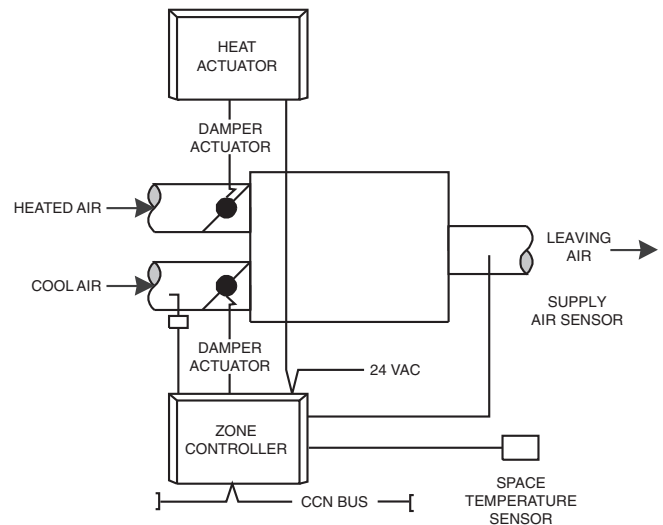 HEAT
ACTUATOR
DAMPER
ACTUATOR
HEATED AIR
LEAVING
AIR
COOL AIR
SUPPLY
AIR SENSOR
DAMPER
ACTUATOR
24 VAC
ZONE
CONTROLLER
SPACE
TEMPERATURE
SENSOR
CCN BUS